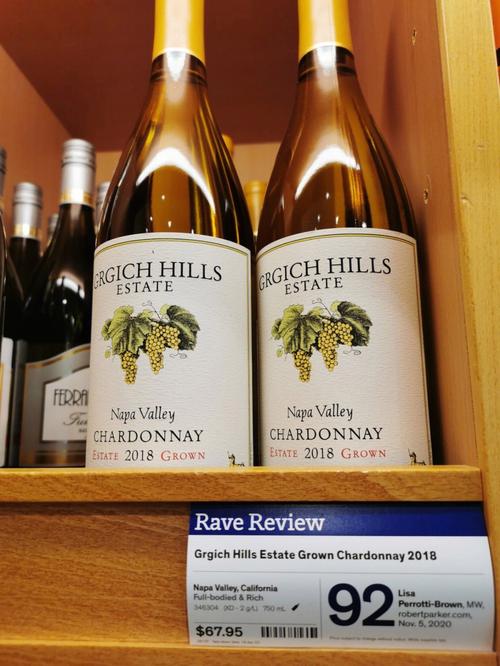 GRGICH HILLS
ESTATE
Napa Valley
CHARDONNAY
ESTATE 2018 GROWN
GRGICH HILLS
ESTATE
Napa Valley
CHARDONNAY
ESTATE 2018 GROWN
FERRA
Rave Review
Grgich Hills Estate Grown Chardonnay 2018
Napa Valley, California
Full-bodied & Rich
346304 (XD - 2 g/L) 750 mL
$67.95
92
Lisa
Perrotti-Brown, MW,
robertparker.com,
Nov. 5, 2020